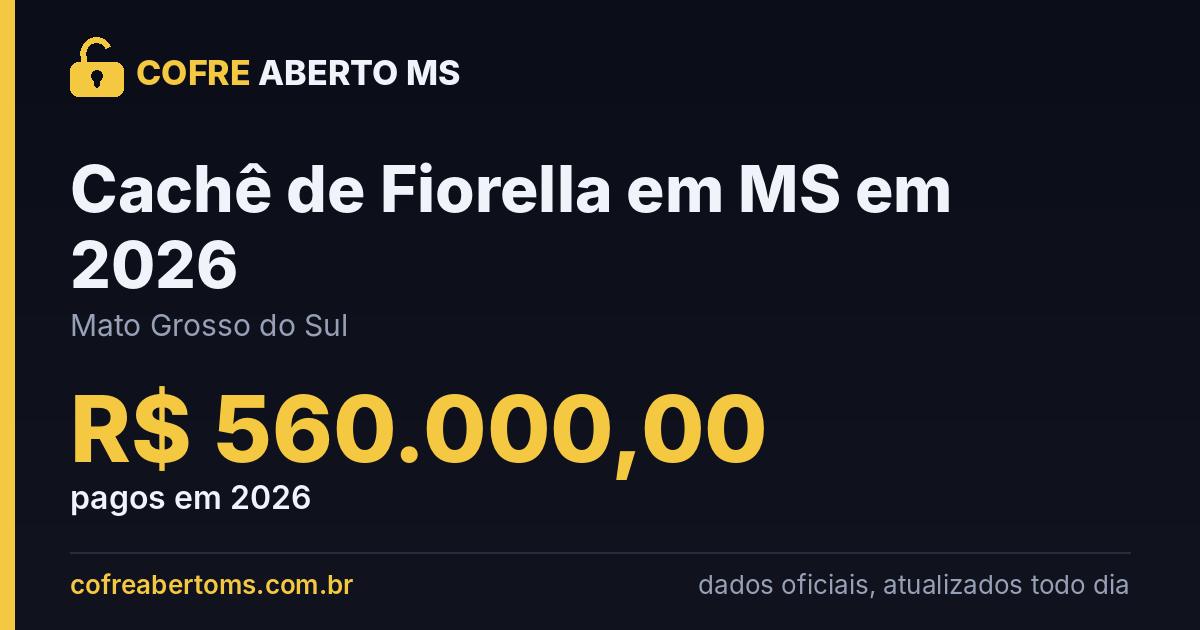 COFRE ABERTO MS
Cachê de Fiorella em MS em
2026
Mato Grosso do Sul
R$ 560.000,00
pagos em 2026
cofreabertoms.com.br
dados oficiais, atualizados todo dia